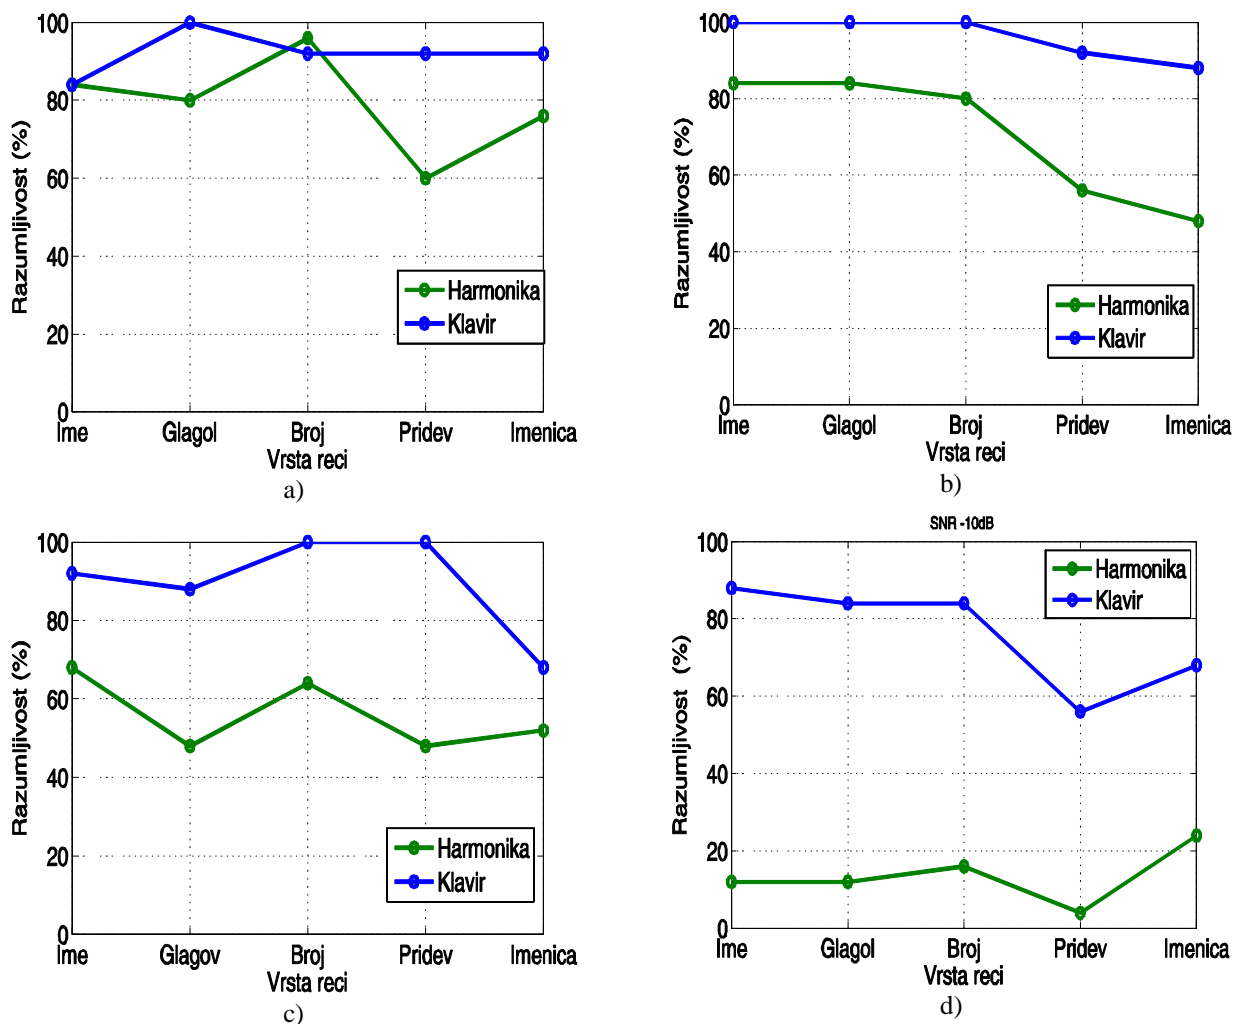 100
80
60
40
20
0
Razumljivost (%)
Harmonika
Klavir
Ime Glagol Broj Pridev Imenica
Vrsta reci
a)
100
80
60
40
20
0
Razumljivost (%)
Harmonika
Klavir
Ime Glagol Broj Pridev Imenica
Vrsta reci
b)
100
80
60
40
20
0
Razumljivost (%)
Harmonika
Klavir
Ime Glagov Broj Pridev Imenica
Vrsta reci
c)
SNR -10dB
100
80
60
40
20
0
Razumljivost (%)
Harmonika
Klavir
Ime Glagol Broj Pridev Imenica
Vrsta reci
d)